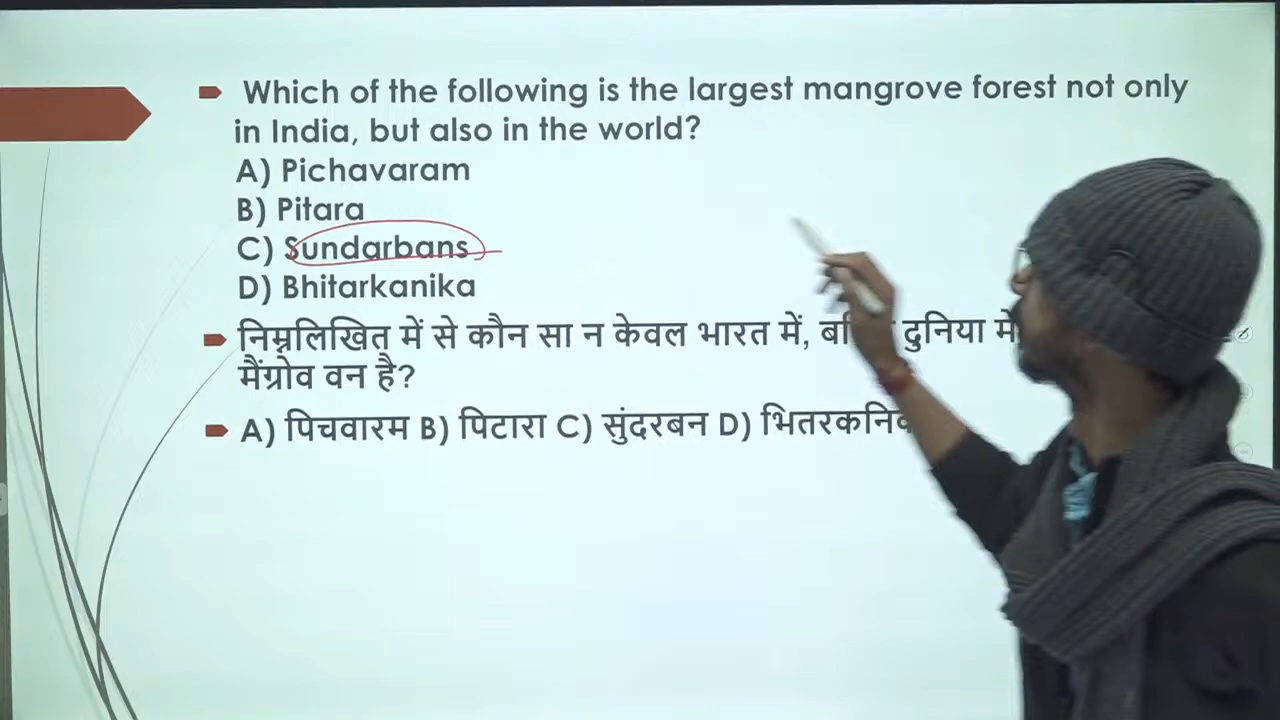 Which of the following is the largest mangrove forest not only
in India, but also in the world?
A) Pichavaram
B) Pitara
C) Sundarbans
D) Bhitarkanika
निम्नलिखित में से कौन सा न केवल भारत में, दुनिया में
मैंग्रोव वन है?
A) पिचवारम B) पिटारा C) सुंदरबन D)